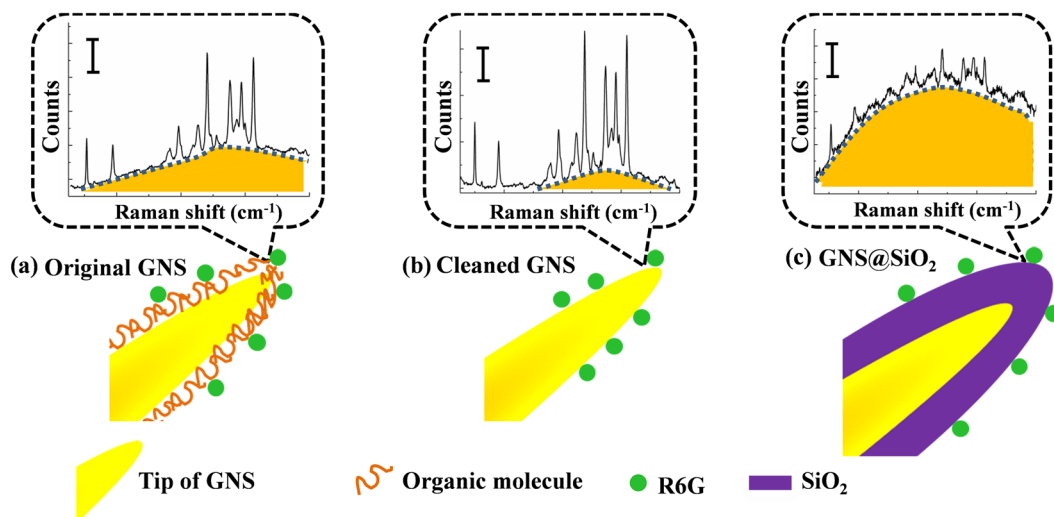 Counts
Raman shift (cm⁻¹)
Counts
Raman shift (cm⁻¹)
Counts
Raman shift (cm⁻¹)
(a) Original GNS
(b) Cleaned GNS
(c) GNS@SiO₂
Tip of GNS
Organic molecule
R6G
SiO₂